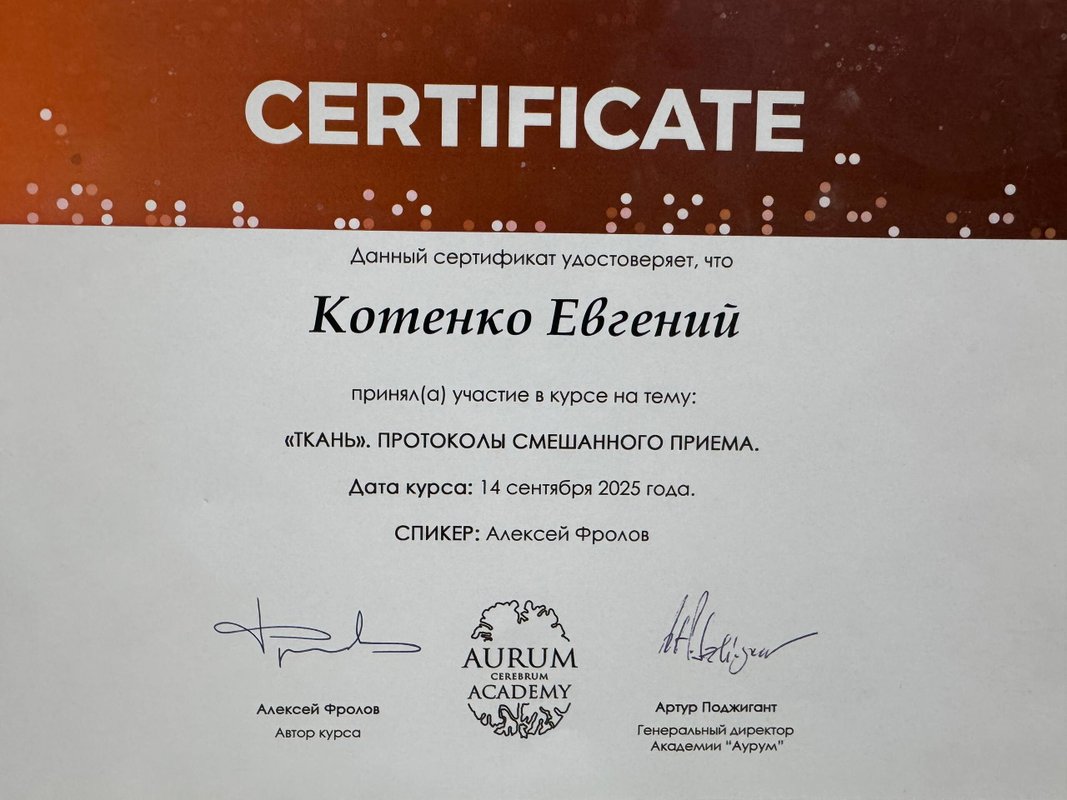 CERTIFICATE
Данный сертификат удостоверяет, что
Котенко Евгений
принял(а) участие в курсе на тему:
«ТКАНЬ». ПРОТОКОЛЫ СМЕШАННОГО ПРИЕМА.
Дата курса: 14 сентября 2025 года.
СПИКЕР: Алексей Фролов
AURUM
CEREBRUM
ACADEMY
Алексей Фролов
Автор курса
Артур Поджигант
Генеральный директор
Академии “Аурум”